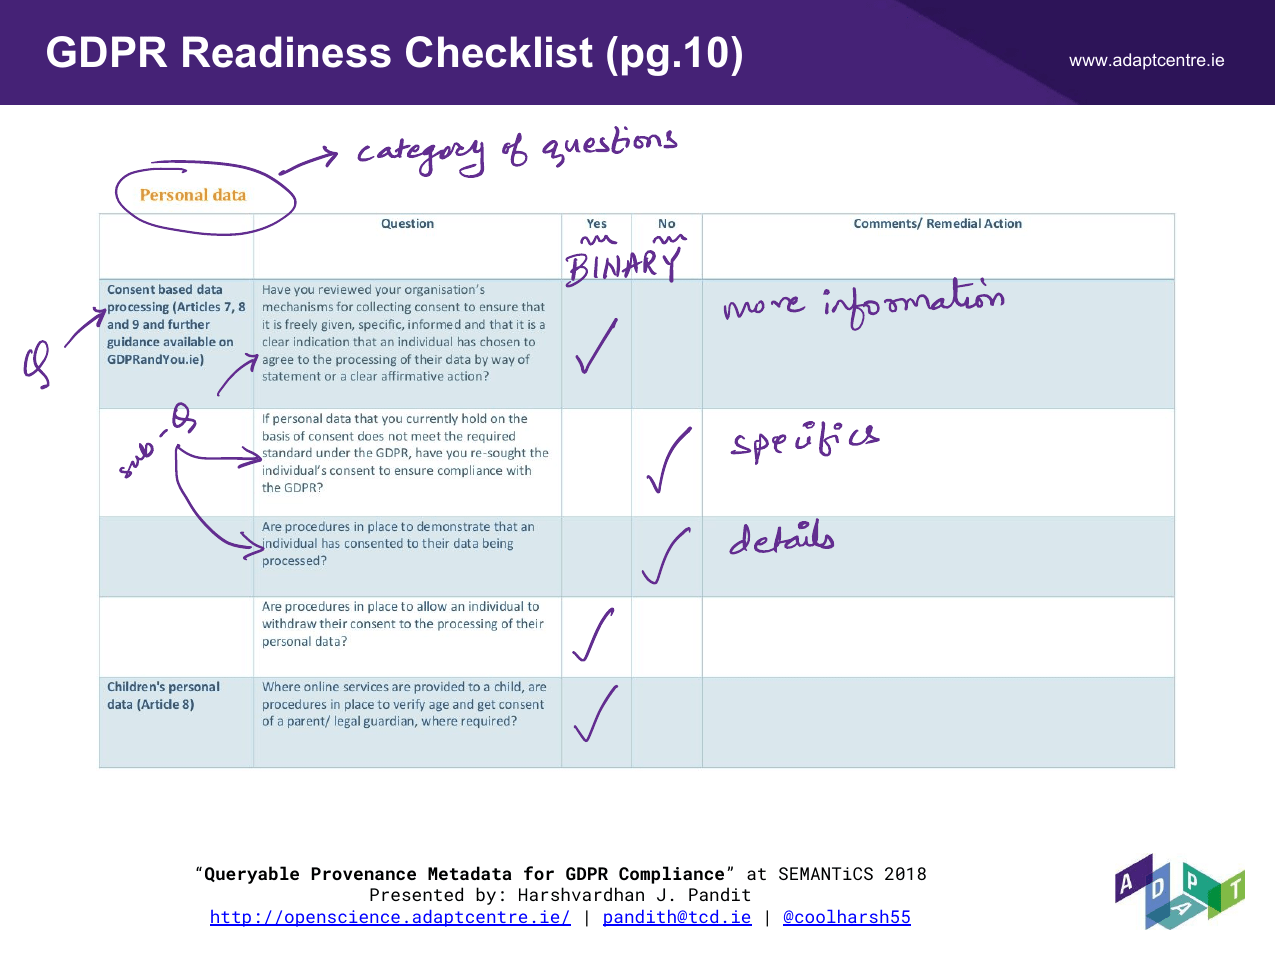 GDPR Readiness Checklist (pg.10)
www.adaptcentre.ie
category of questions
Personal data
Question
Yes
No
Comments/ Remedial Action
BINARY
Consent based data
processing (Articles 7, 8
and 9 and further
guidance available on
GDPRandYou.ie)
Have you reviewed your organisation's
mechanisms for collecting consent to ensure that
it is freely given, specific, informed and that it is a
clear indication that an individual has chosen to
agree to the processing of their data by way of
statement or a clear affirmative action?
more information
Q
sub-Q
If personal data that you currently hold on the
basis of consent does not meet the required
standard under the GDPR, have you re-sought the
individual's consent to ensure compliance with
the GDPR?
specifics
Are procedures in place to demonstrate that an
individual has consented to their data being
processed?
details
Are procedures in place to allow an individual to
withdraw their consent to the processing of their
personal data?
Children's personal
data (Article 8)
Where online services are provided to a child, are
procedures in place to verify age and get consent
of a parent/ legal guardian, where required?
“Queryable Provenance Metadata for GDPR Compliance” at SEMANTiCS 2018
Presented by: Harshvardhan J. Pandit
http://openscience.adaptcentre.ie/ | pandith@tcd.ie | @coolharsh55
ADAPT